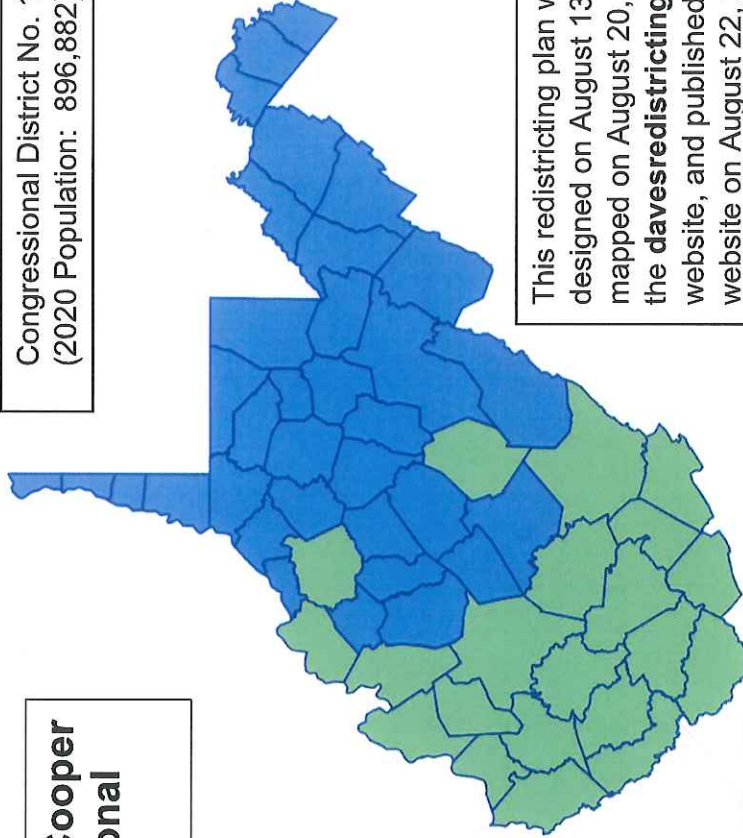 Congressional District No.
(2020 Population: 896,882
This redistricting plan w
designed on August 13
mapped on August 20,
the davesredistricting
website, and published
website on August 22,
Cooper
onal